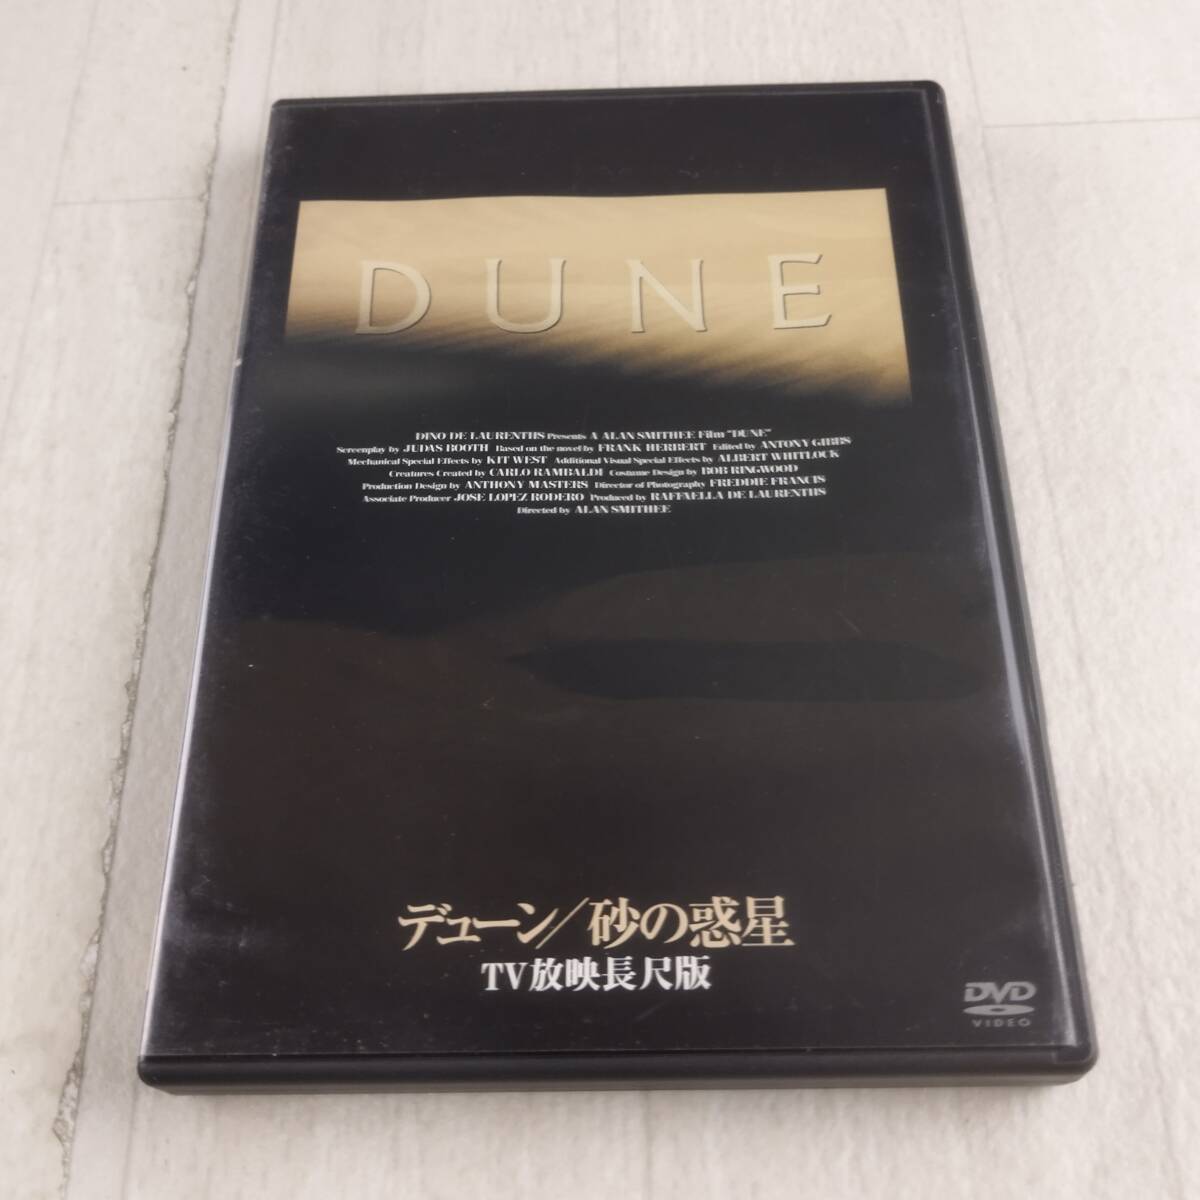 DUNE
DINO DE LAURENTIIS Presents A ALAN SMITHEE Film "DUNE"
Screenplay by JUDAS BOOTH Based on the novel by FRANK HERBERT Edited by ANTONY GIBBS
Mechanical Special Effects by KIT WEST Additional Visual Special Effects by ALBERT WHITLOUK
Creatures Created by CARLO RAMBALDI Costume Design by BOB RINGWOOD
Production Design by ANTHONY MASTERS Director of Photography FREDDIE FRANCIS
Associate Producer JOSE LOPEZ RODERO Produced by RAFFAELLA DE LAURENTIIS
Directed by ALAN SMITHEE
デューン/砂の惑星
TV放映長尺版
DVD
VIDEO